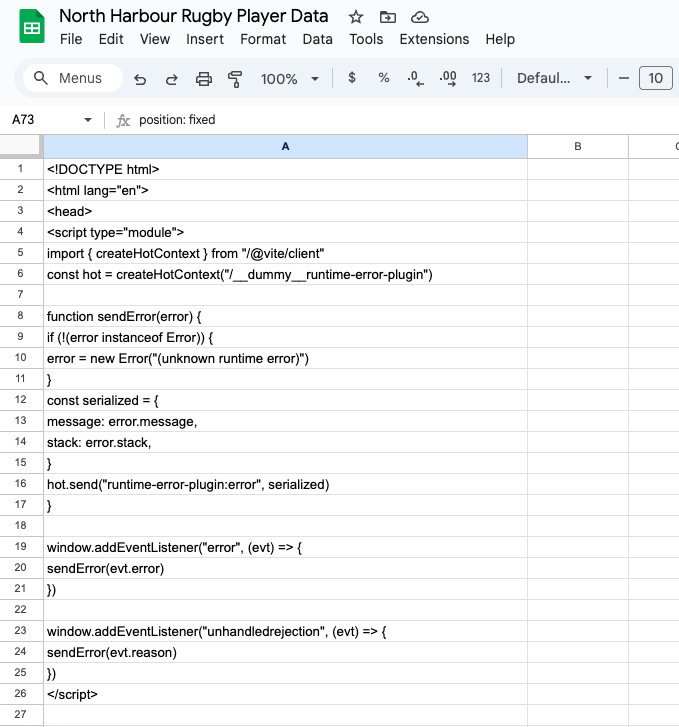 North Harbour Rugby Player Data
File Edit View Insert Format Data Tools Extensions Help
Menus 100% $ % .0 .00 123 Defaul... 10
A73 fx position: fixed
A B
1 <!DOCTYPE html>
2 <html lang="en">
3 <head>
4 <script type="module">
5 import { createHotContext } from "/@vite/client"
6 const hot = createHotContext("/__dummy__runtime-error-plugin")
7
8 function sendError(error) {
9 if (!(error instanceof Error)) {
10 error = new Error("(unknown runtime error)")
11 }
12 const serialized = {
13 message: error.message,
14 stack: error.stack,
15 }
16 hot.send("runtime-error-plugin:error", serialized)
17 }
18
19 window.addEventListener("error", (evt) => {
20 sendError(evt.error)
21 })
22
23 window.addEventListener("unhandledrejection", (evt) => {
24 sendError(evt.reason)
25 })
26 </script>
27